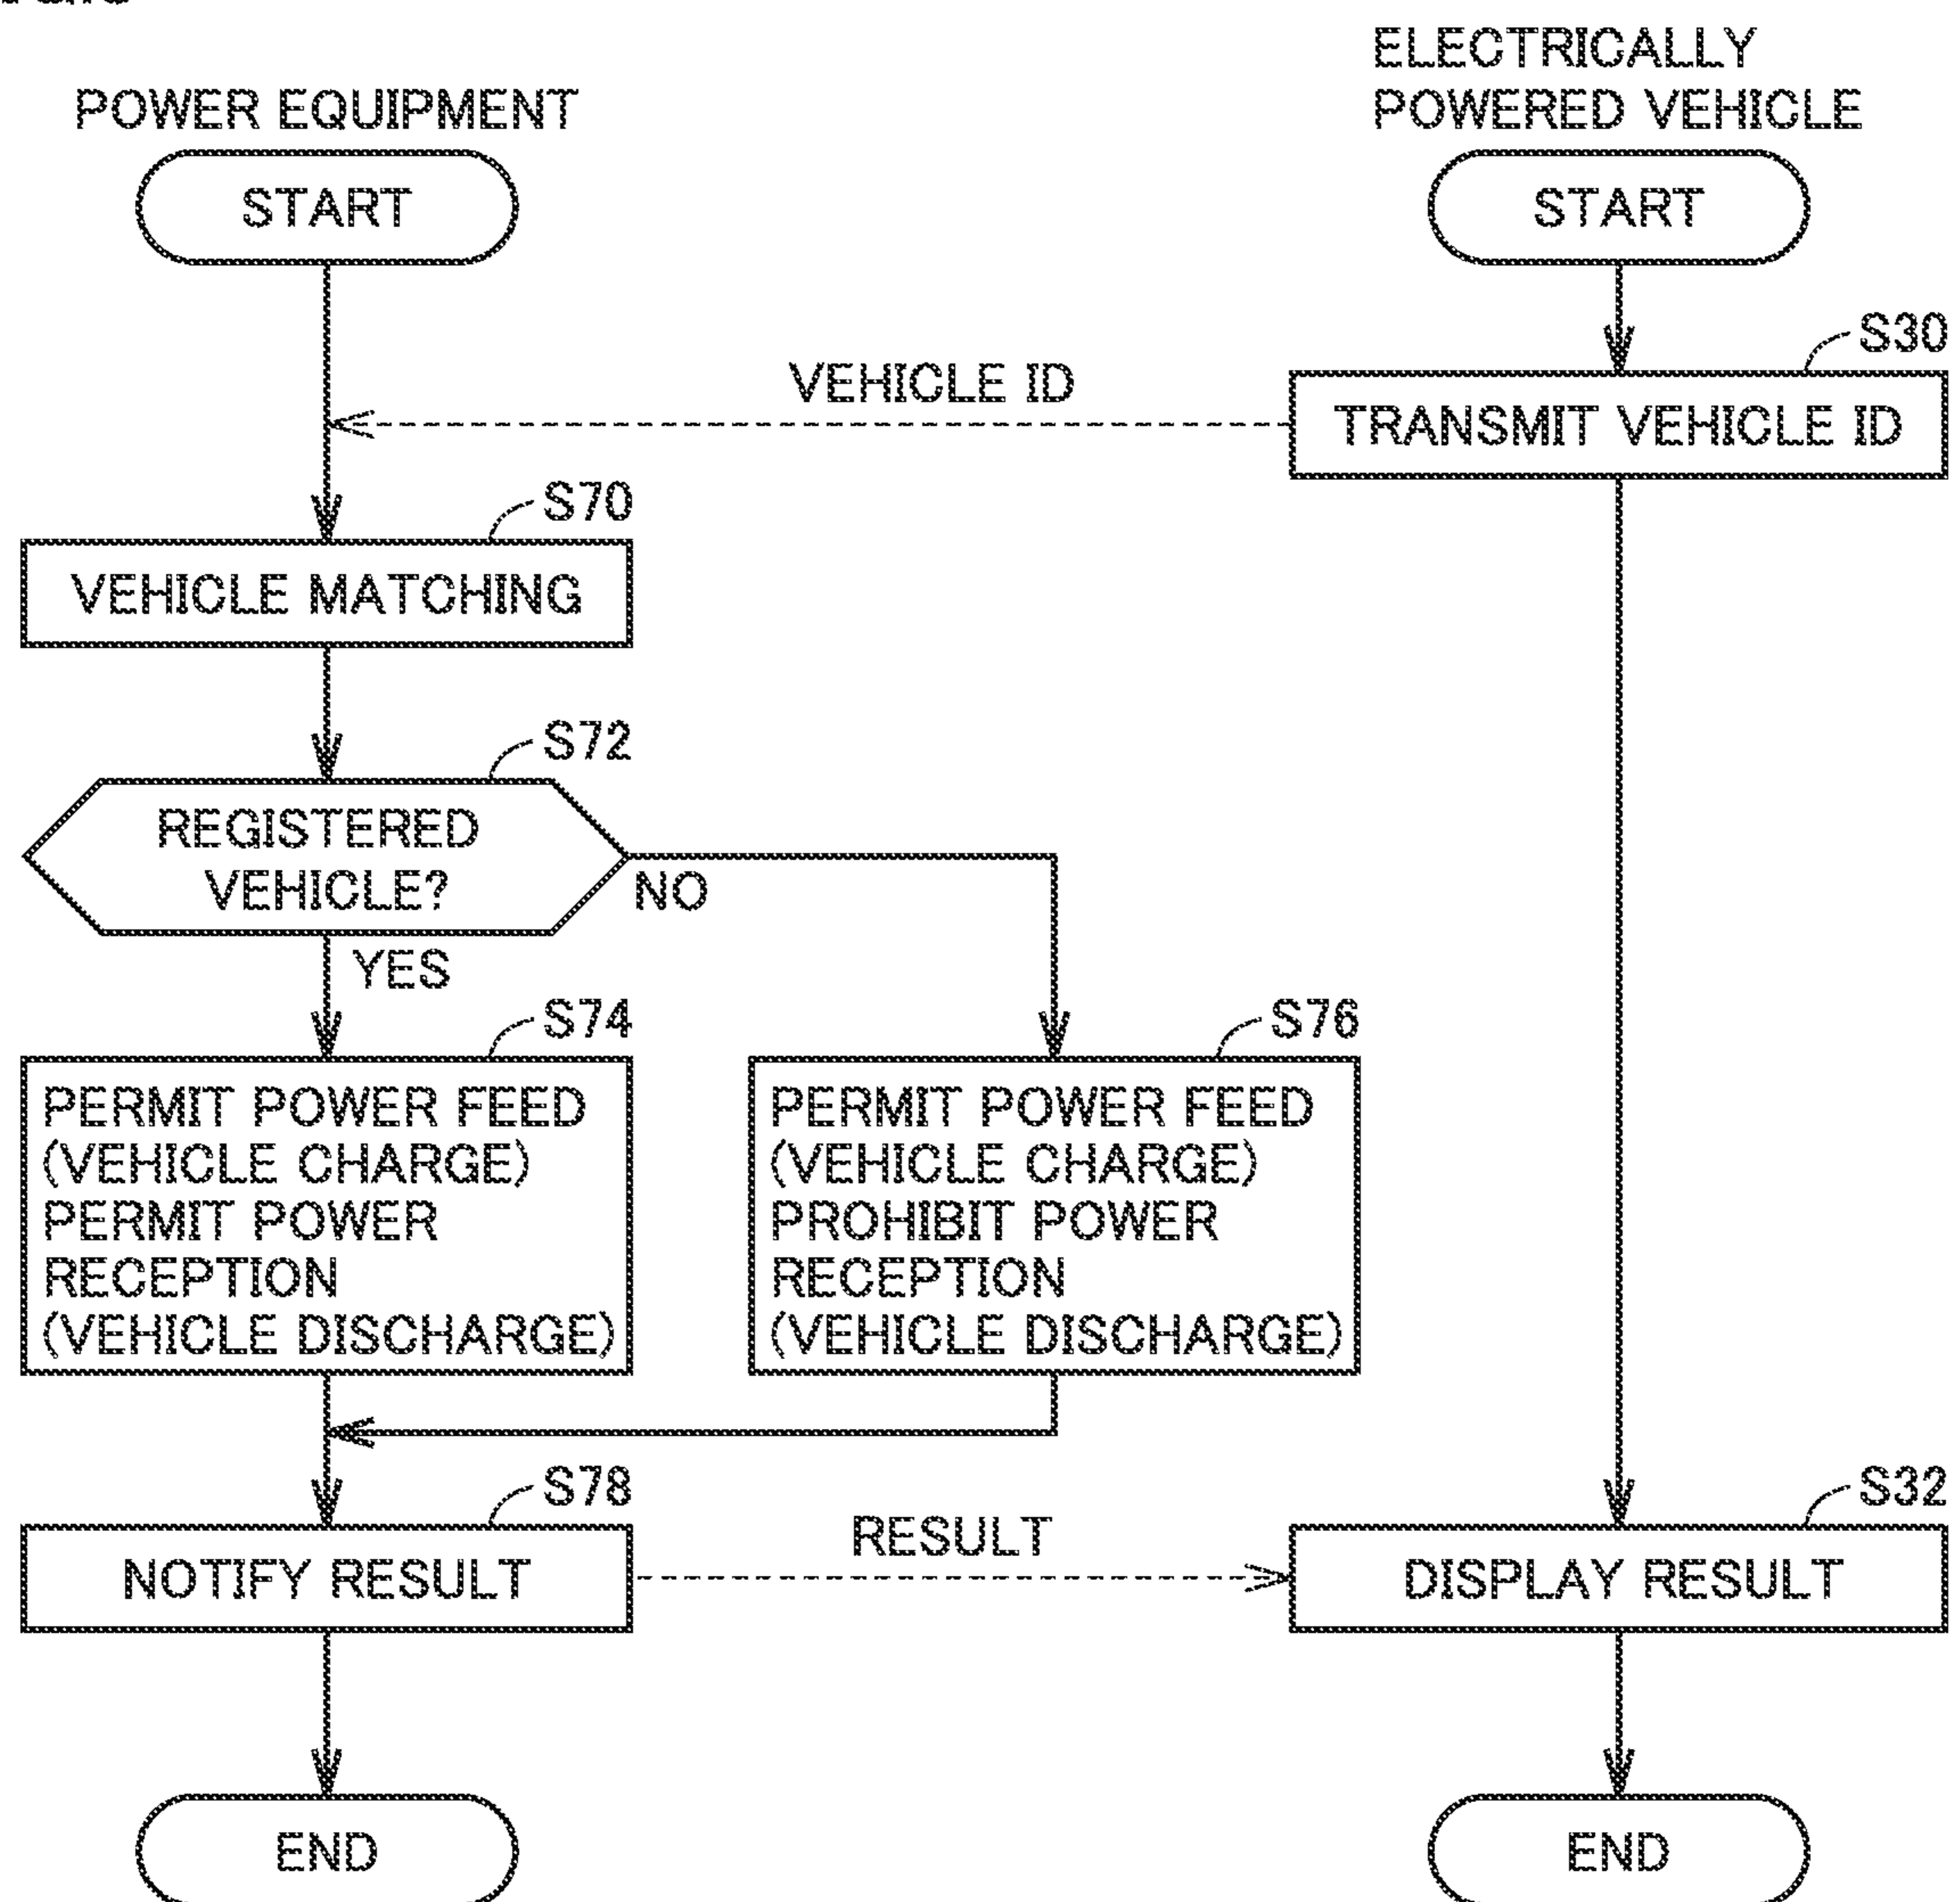 POWER EQUIPMENT
START
ELECTRICALLY
POWERED VEHICLE
START
S30
TRANSMIT VEHICLE ID
VEHICLE ID
S70
VEHICLE MATCHING
S72
REGISTERED
VEHICLE?
NO
YES
S74
PERMIT POWER FEED
(VEHICLE CHARGE)
PERMIT POWER
RECEPTION
(VEHICLE DISCHARGE)
S76
PERMIT POWER FEED
(VEHICLE CHARGE)
PROHIBIT POWER
RECEPTION
(VEHICLE DISCHARGE)
S78
NOTIFY RESULT
RESULT
S32
DISPLAY RESULT
END
END